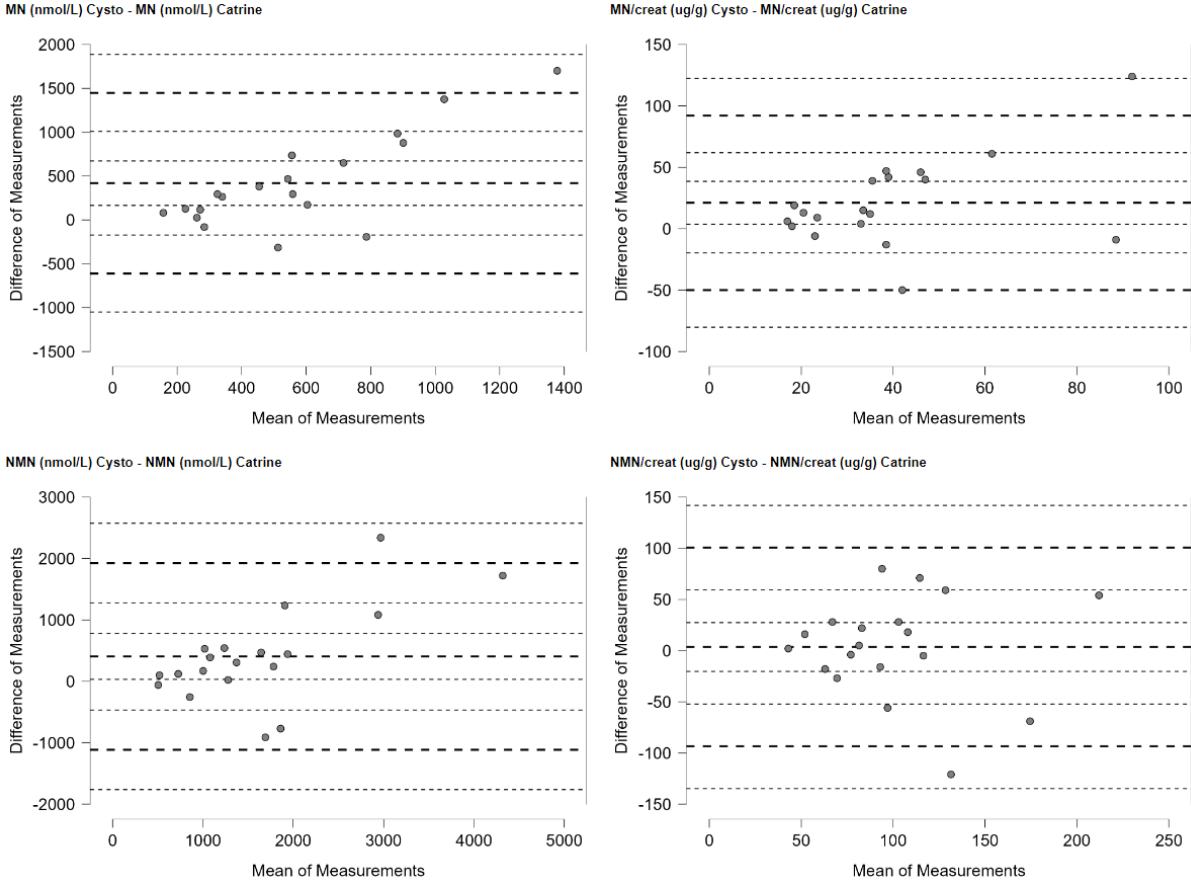 MN (nmol/L) Cysto - MN (nmol/L) Catrine
2000
1500
1000
500
0
-500
-1000
-1500
Difference of Measurements
0 200 400 600 800 1000 1200 1400
Mean of Measurements
MN/creat (ug/g) Cysto - MN/creat (ug/g) Catrine
150
100
50
0
-50
-100
Difference of Measurements
0 20 40 60 80 100
Mean of Measurements
NMN (nmol/L) Cysto - NMN (nmol/L) Catrine
3000
2000
1000
0
-1000
-2000
Difference of Measurements
0 1000 2000 3000 4000 5000
Mean of Measurements
NMN/creat (ug/g) Cysto - NMN/creat (ug/g) Catrine
150
100
50
0
-50
-100
-150
Difference of Measurements
0 50 100 150 200 250
Mean of Measurements